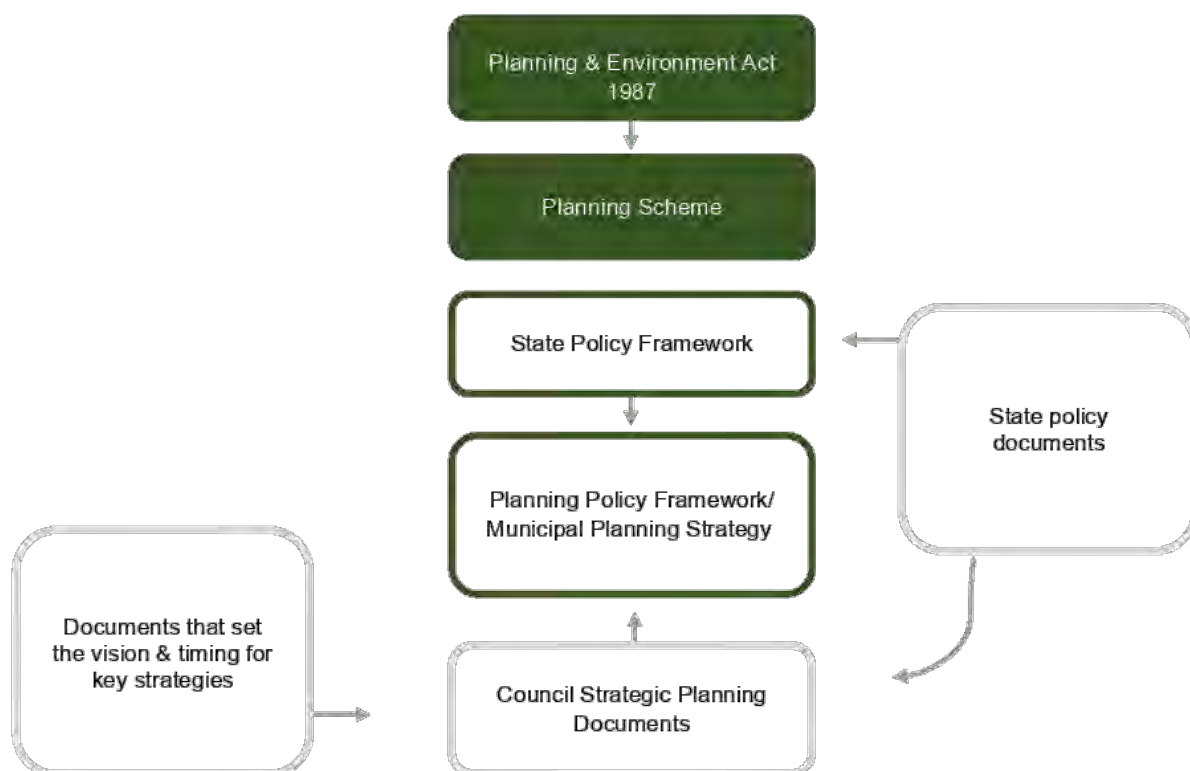 Planning & Environment Act
1987
Planning Scheme
State Policy Framework
State policy
documents
Planning Policy Framework/
Municipal Planning Strategy
Documents that set
the vision & timing for
key strategies
Council Strategic Planning
Documents